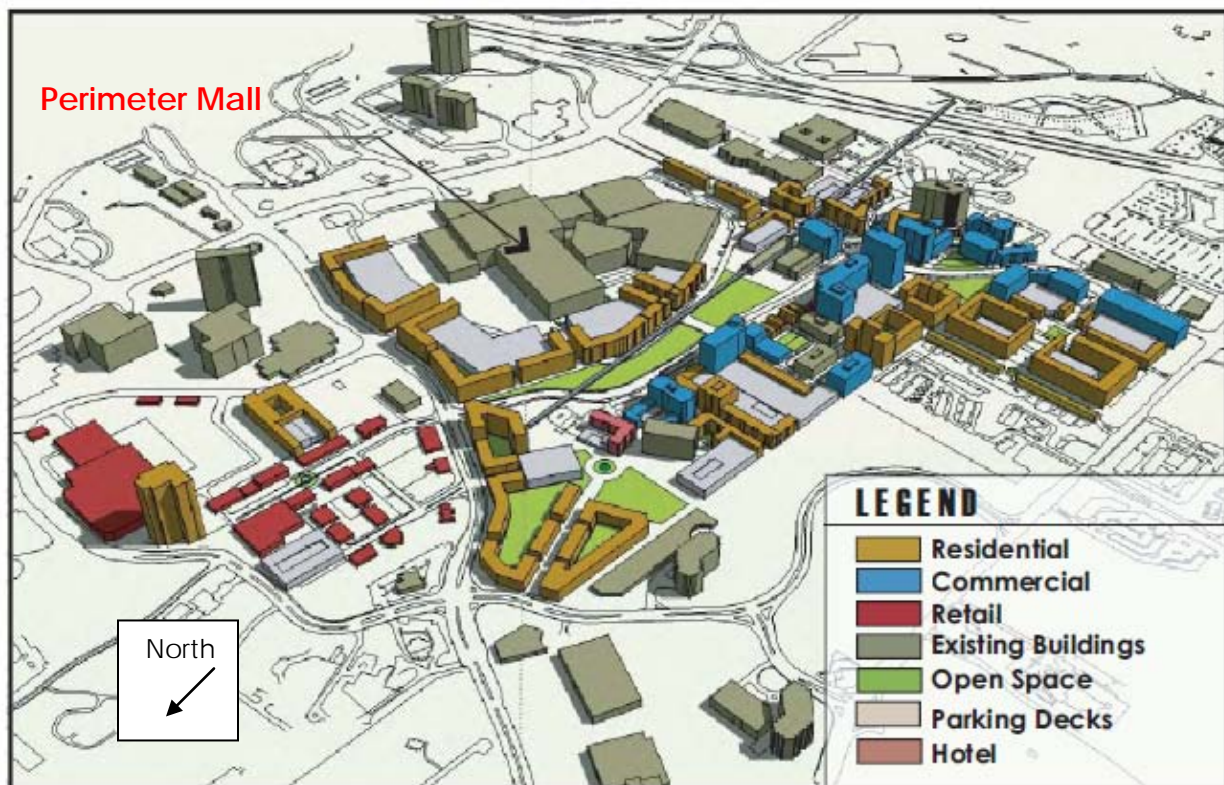 Perimeter Mall
North
LEGEND
Residential
Commercial
Retail
Existing Buildings
Open Space
Parking Decks
Hotel